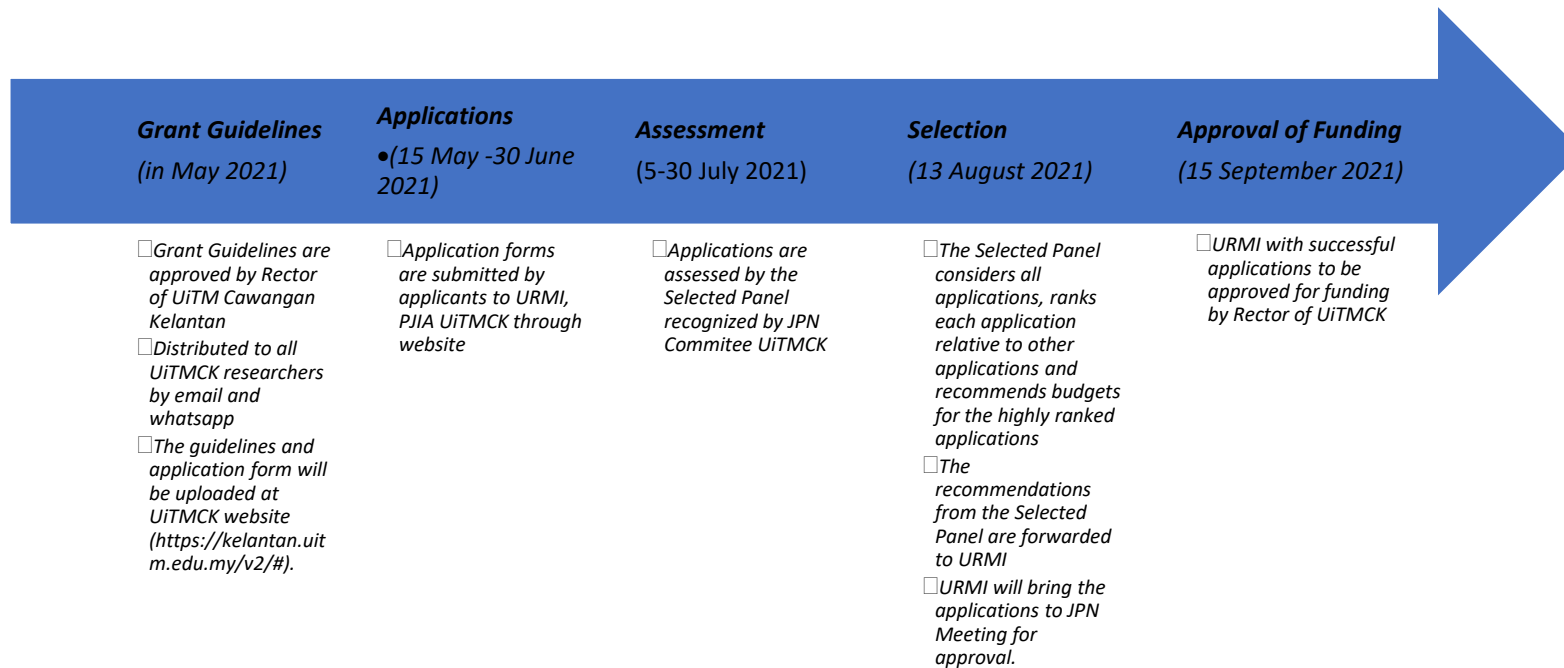 Grant Guidelines
(in May 2021)
Applications
•(15 May -30 June
2021)
Assessment
(5-30 July 2021)
Selection
(13 August 2021)
Approval of Funding
(15 September 2021)
□Grant Guidelines are
approved by Rector
of UiTM Cawangan
Kelantan
□Distributed to all
UiTMCK researchers
by email and
whatsapp
□The guidelines and
application form will
be uploaded at
UiTMCK website
(https://kelantan.uit
m.edu.my/v2/#).
□Application forms
are submitted by
applicants to URMI,
PJIA UiTMCK through
website
□Applications are
assessed by the
Selected Panel
recognized by JPN
Commitee UiTMCK
□The Selected Panel
considers all
applications, ranks
each application
relative to other
applications and
recommends budgets
for the highly ranked
applications
□The
recommendations
from the Selected
Panel are forwarded
to URMI
□URMI will bring the
applications to JPN
Meeting for
approval.
□URMI with successful
applications to be
approved for funding
by Rector of UiTMCK